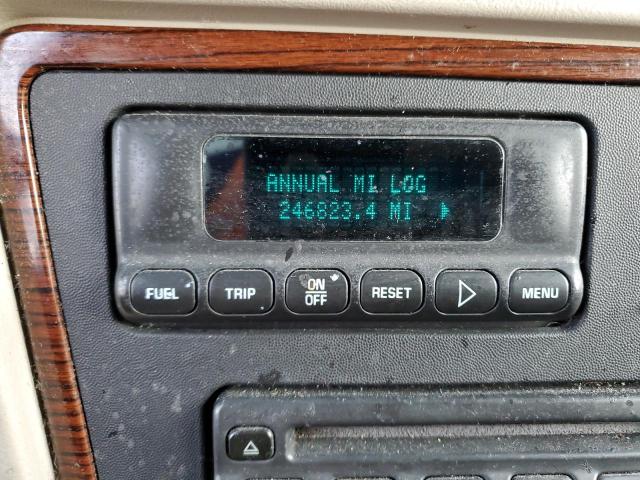 ANNUAL MI LOG
246823.4 MI
FUEL
TRIP
ON
OFF
RESET
MENU